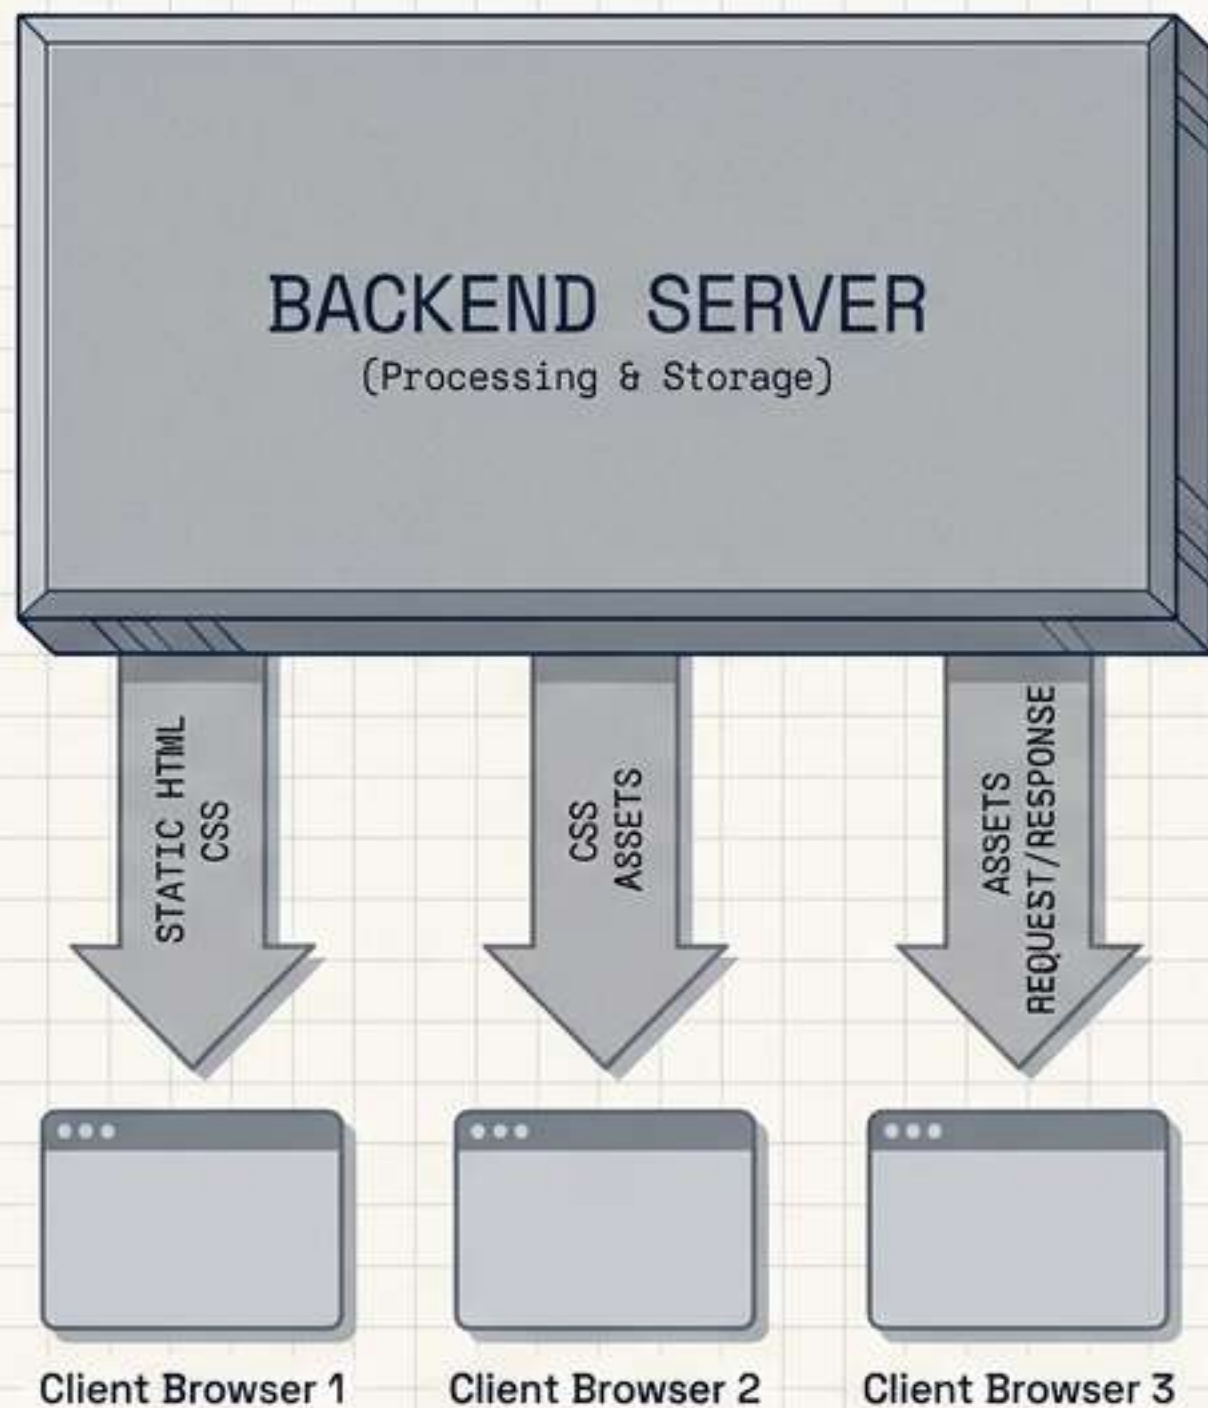 BACKEND SERVER
(Processing & Storage)
STATIC HTML
CSS
CSS
ASSETS
ASSETS
REQUEST/RESPONSE
Client Browser 1
Client Browser 2
Client Browser 3